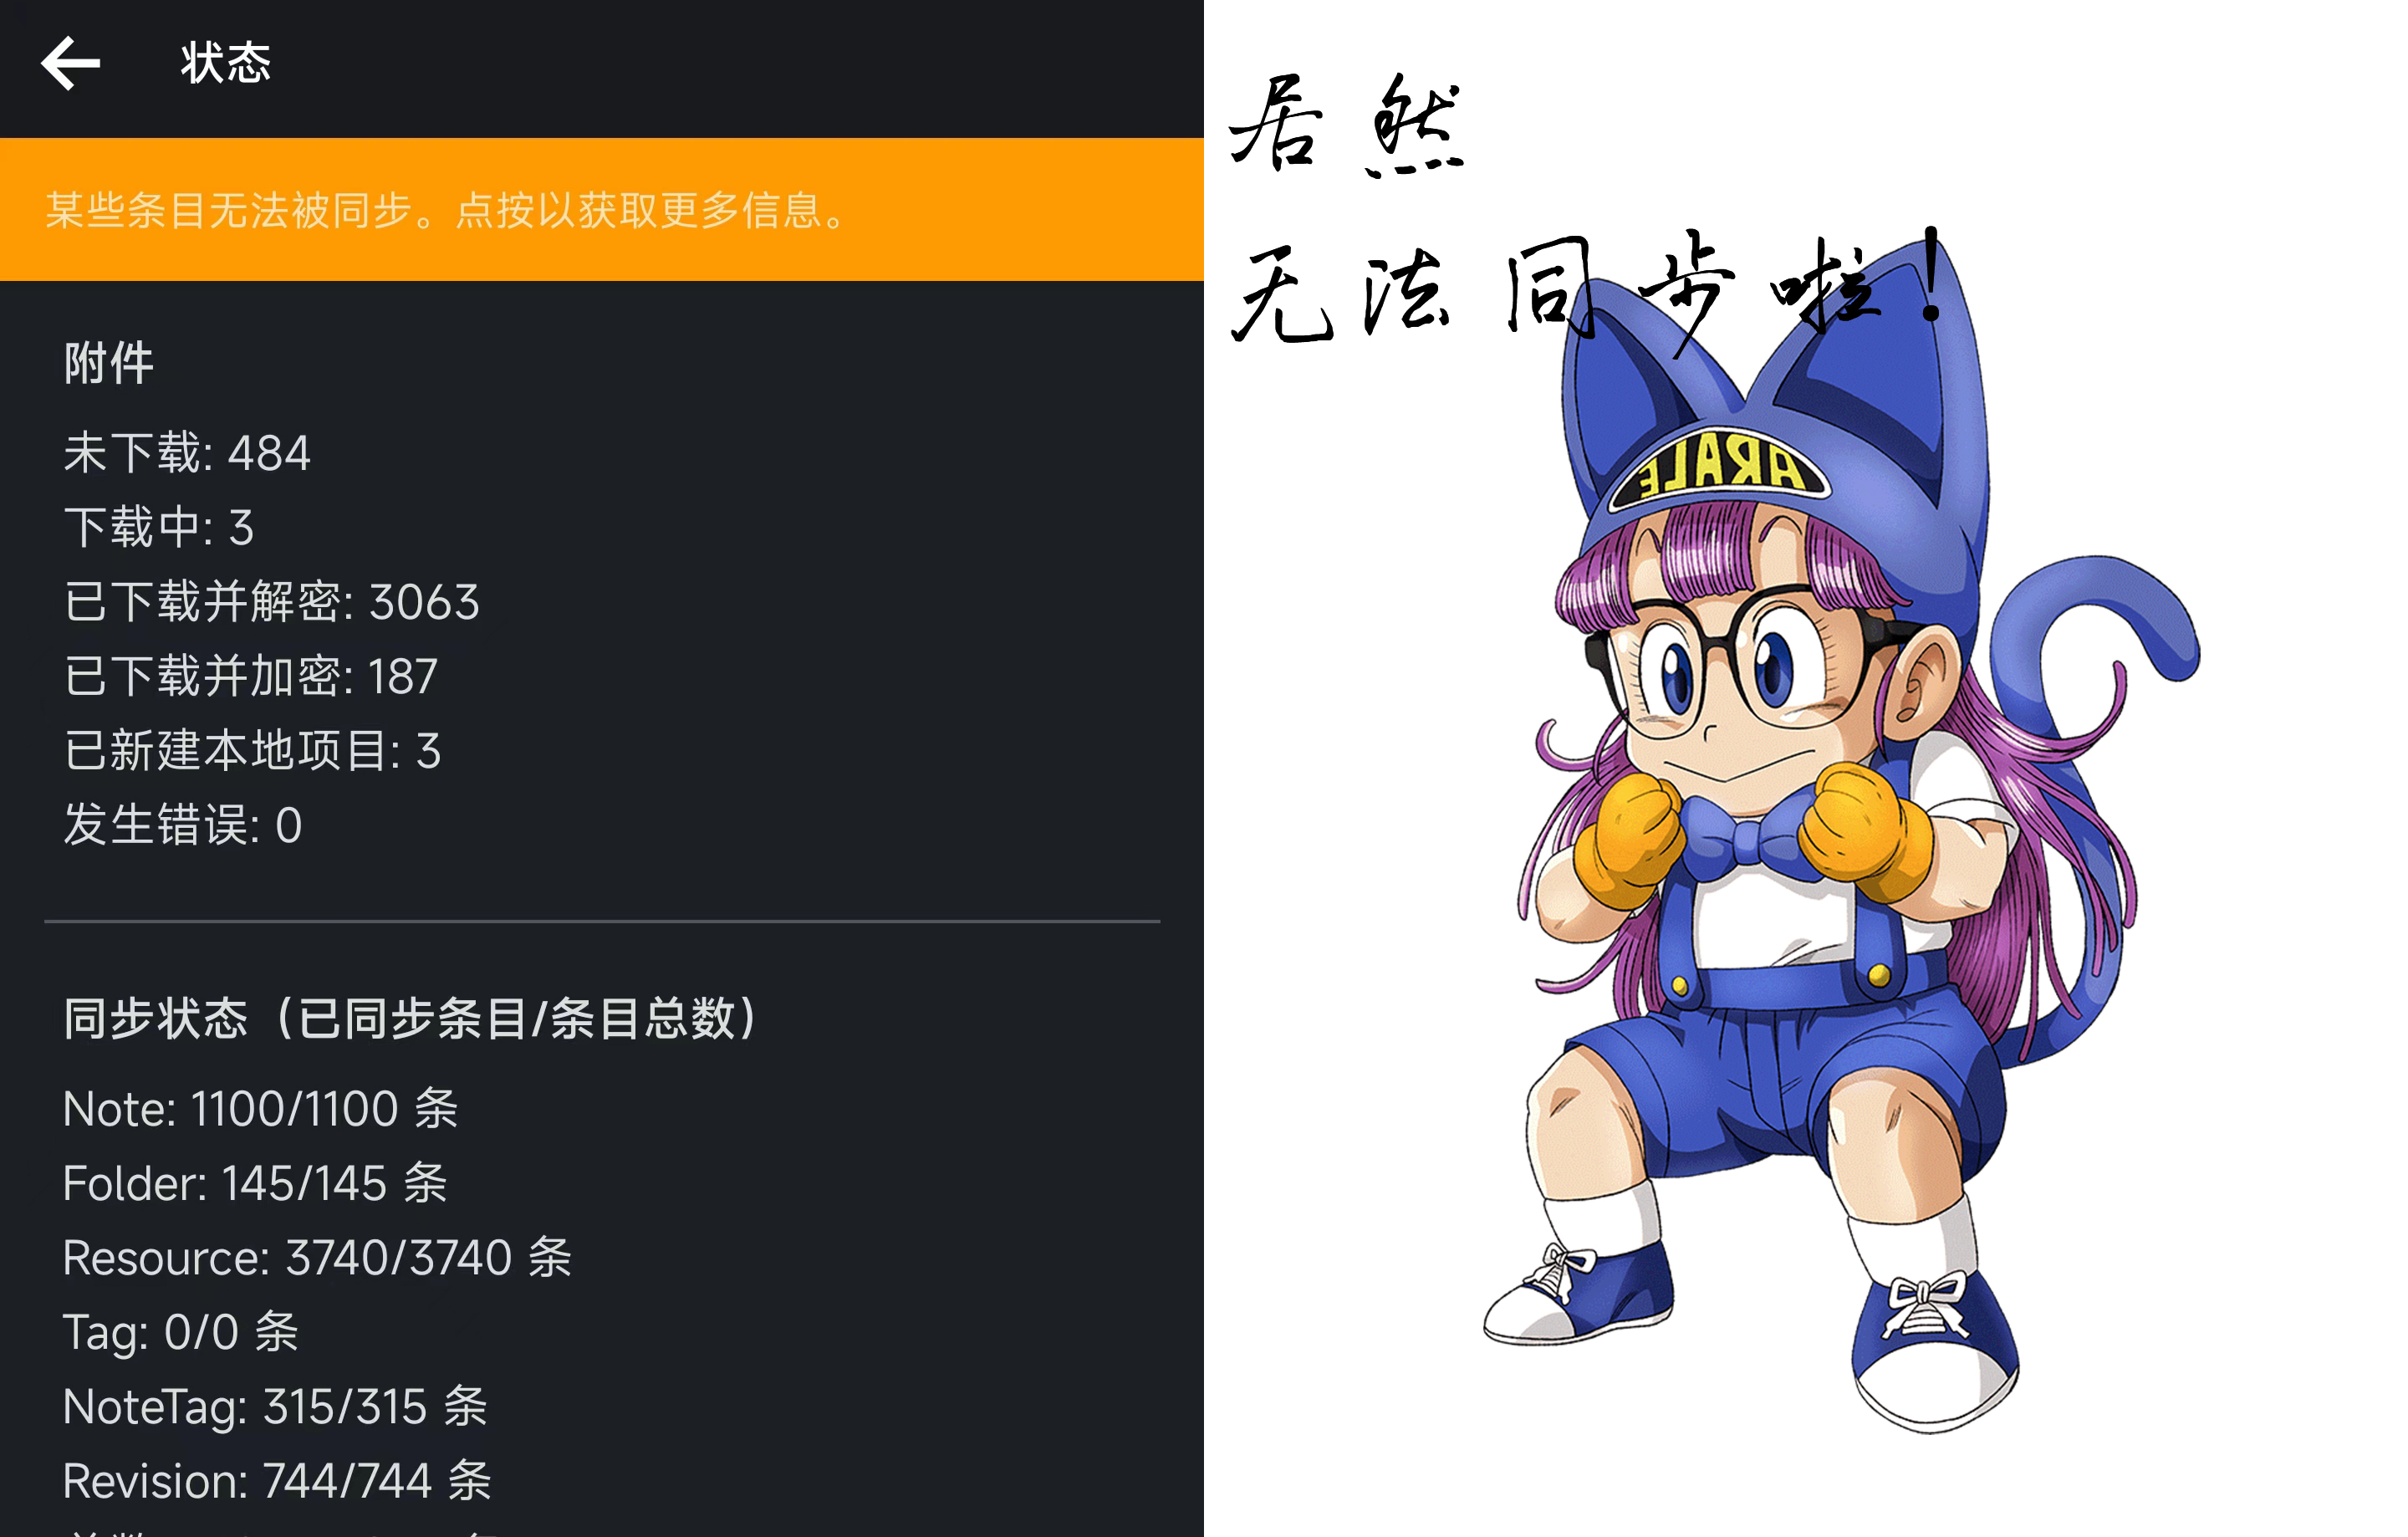 状态
某些条目无法被同步。点按以获取更多信息。
附件
未下载: 484
下载中: 3
已下载并解密: 3063
已下载并加密: 187
已新建本地项目: 3
发生错误: 0
同步状态（已同步条目/条目总数）
Note: 1100/1100 条
Folder: 145/145 条
Resource: 3740/3740 条
Tag: 0/0 条
NoteTag: 315/315 条
Revision: 744/744 条
居然
无法同步啦!
ARALE